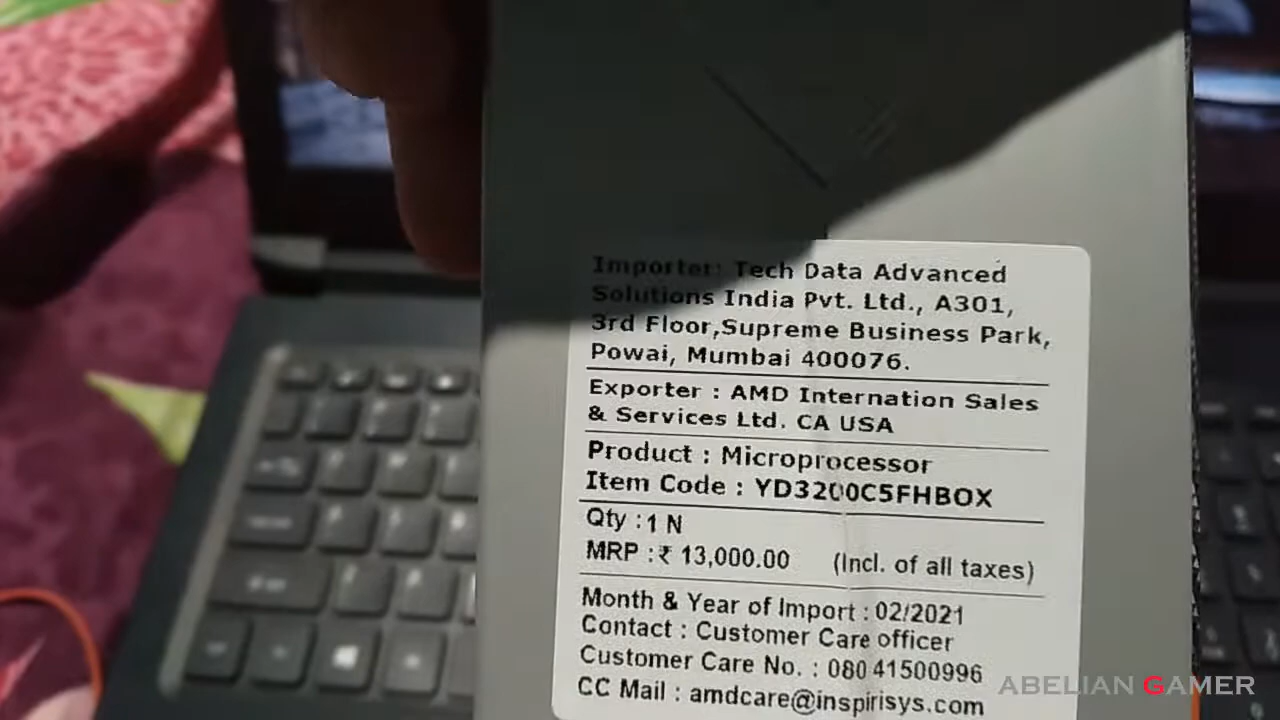 Importer: Tech Data Advanced
Solutions India Pvt. Ltd., A301,
3rd Floor,Supreme Business Park,
Powai, Mumbai 400076.
Exporter : AMD Internation Sales
& Services Ltd. CA USA
Product : Microprocessor
Item Code : YD3200C5FHBOX
Qty : 1 N
MRP : ₹ 13,000.00 (Incl. of all taxes)
Month & Year of Import : 02/2021
Contact : Customer Care officer
Customer Care No. : 080 41500996
CC Mail : amdcare@inspirisys.com
ABELIAN GAMER